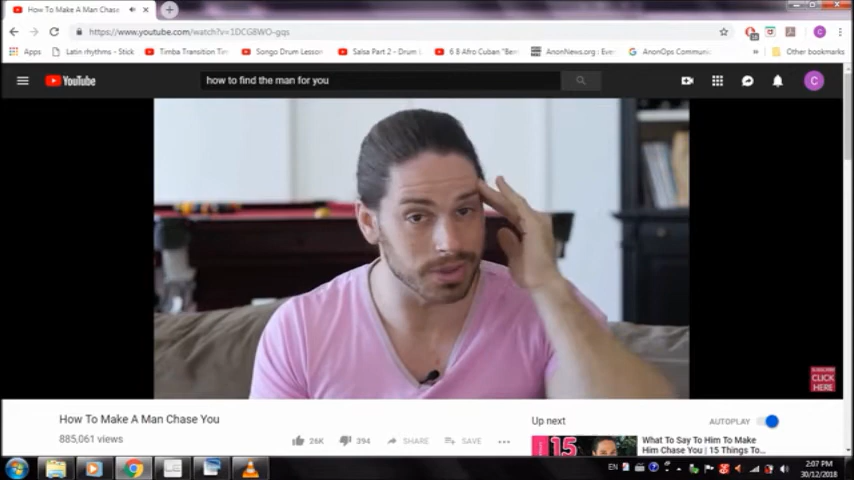 How To Make A Man Chase
https://www.youtube.com/watch?v=1DCG8WO-gqs
Apps
Latin rhythms - Stick
Timba Transition Tim
Songo Drum Lesson
Salsa Part 2 - Drum L
6 8 Afro Cuban "Be
AnonNews.org : Ever
AnonOps Communic
Other bookmarks
YouTube
how to find the man for you
C
CLICK
HERE
How To Make A Man Chase You
885,061 views
26K
394
SHARE
SAVE
Up next
AUTOPLAY
15
What To Say To Him To Make
Him Chase You | 15 Things To...
EN
2:07 PM
30/12/2018